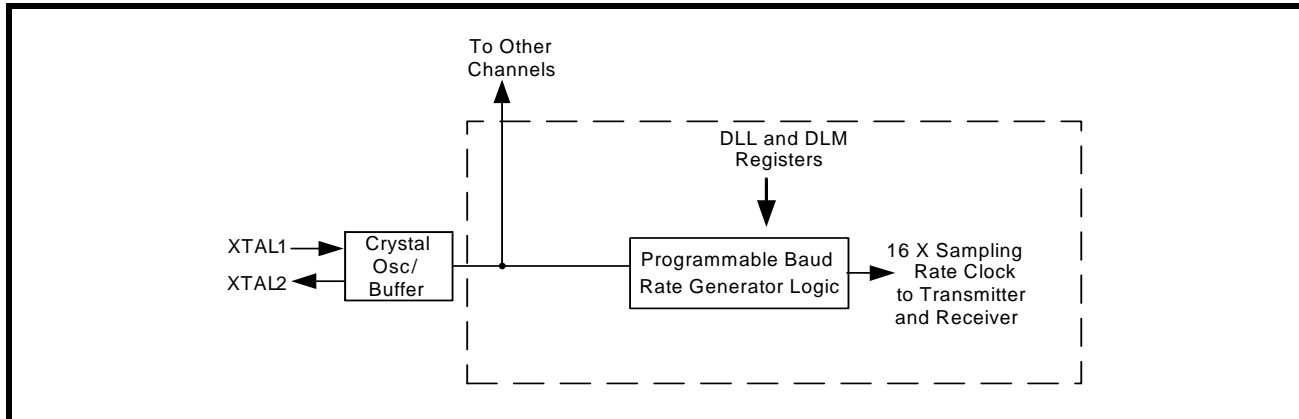 To Other
Channels
DLL and DLM
Registers
XTAL1
XTAL2
Crystal
Osc/
Buffer
Programmable Baud
Rate Generator Logic
16 X Sampling
Rate Clock
to Transmitter
and Receiver